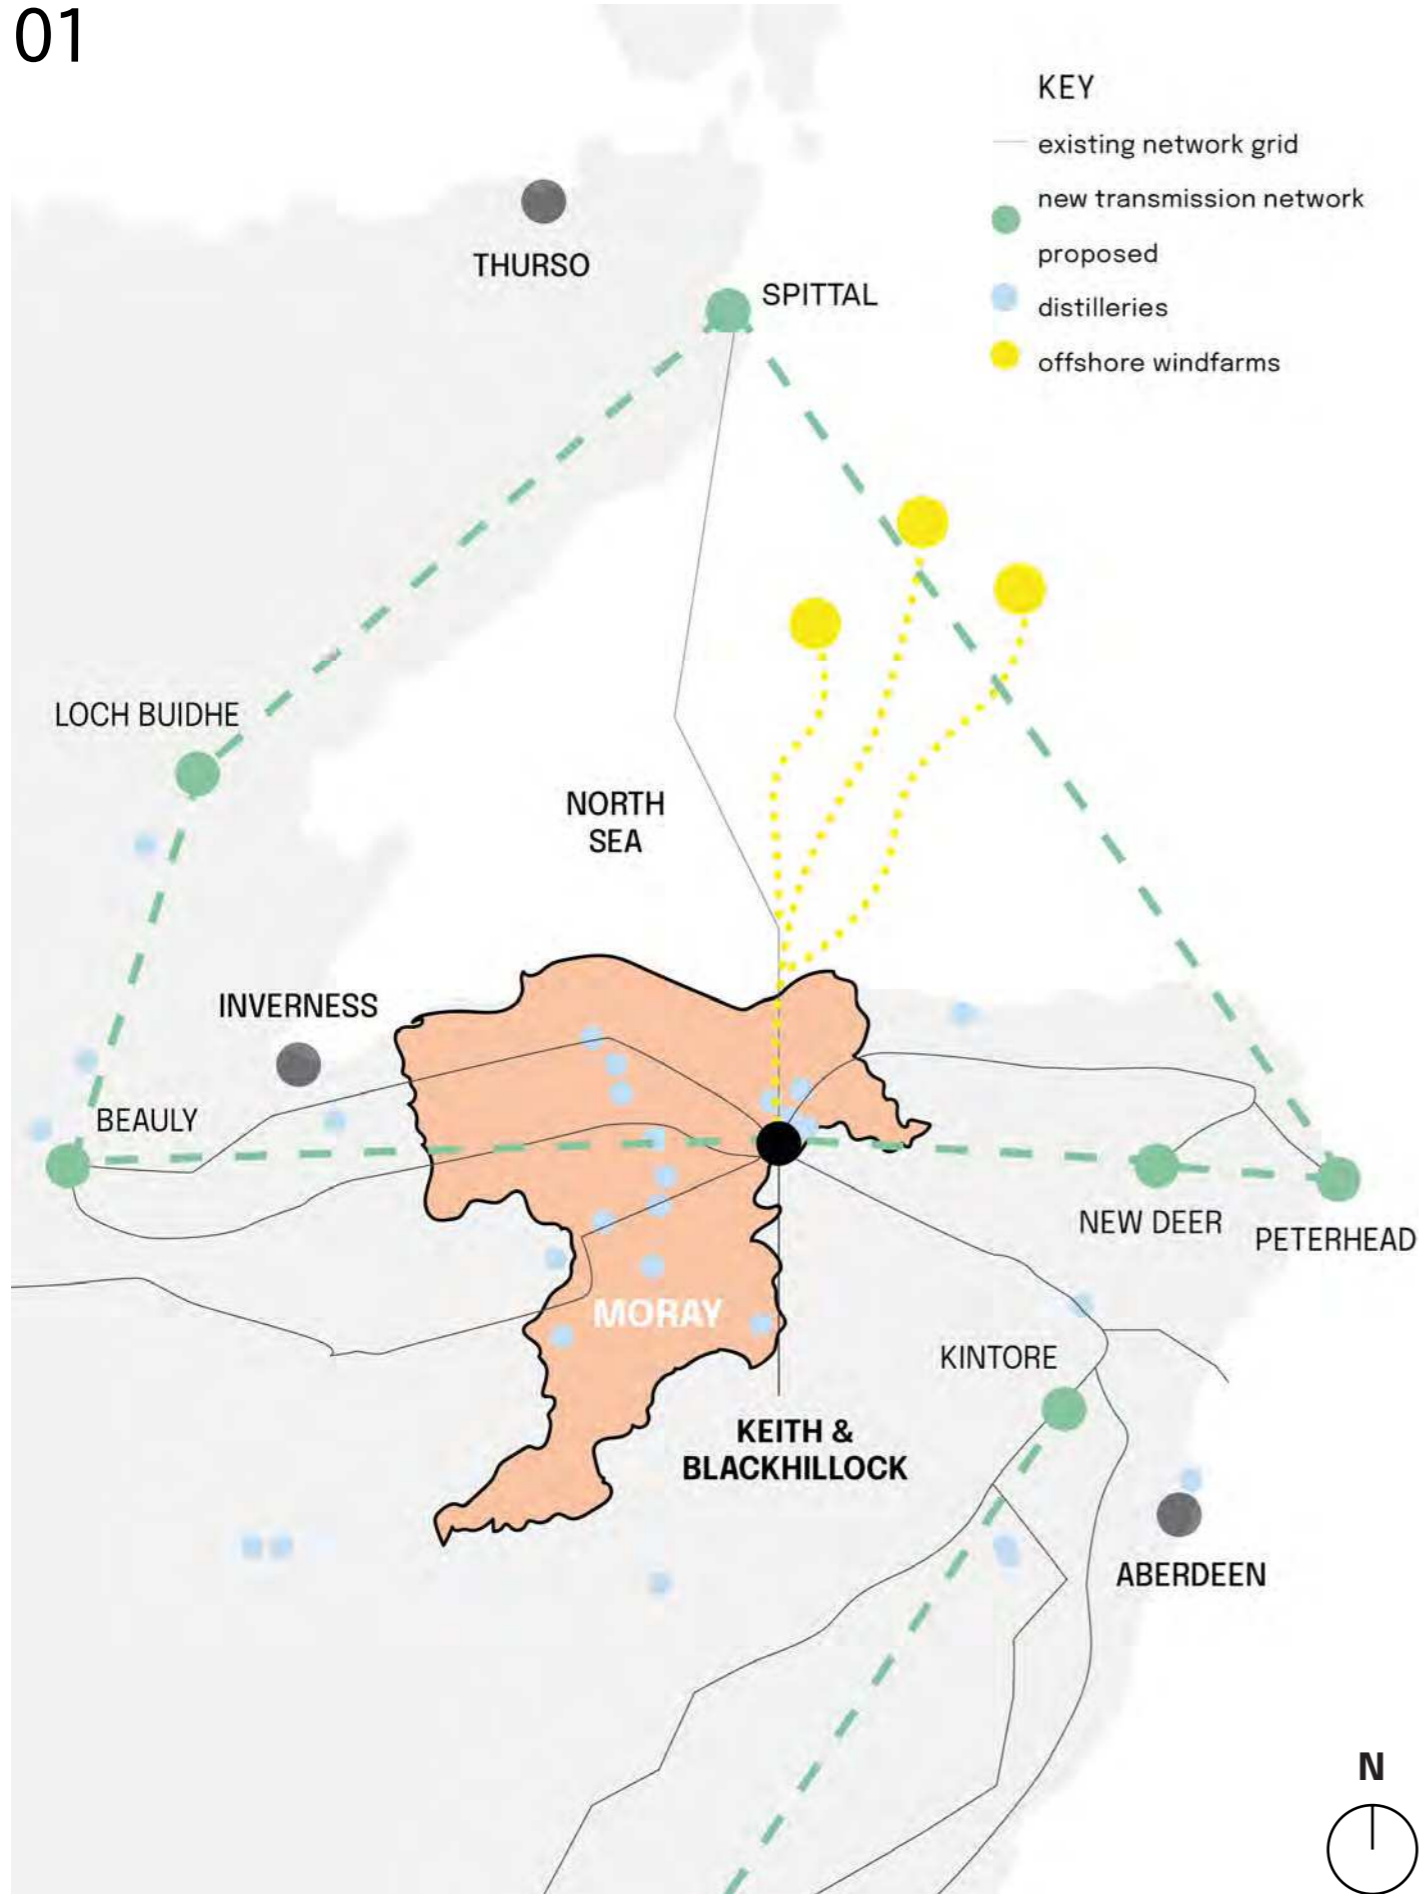 01
KEY
existing network grid
new transmission network
proposed
distilleries
offshore windfarms
THURSO
SPITTAL
LOCH BUIDHE
NORTH
SEA
INVERNESS
BEAULY
NEW DEER
PETERHEAD
MORAY
KINTORE
KEITH &
BLACKHILLOCK
ABERDEEN
N